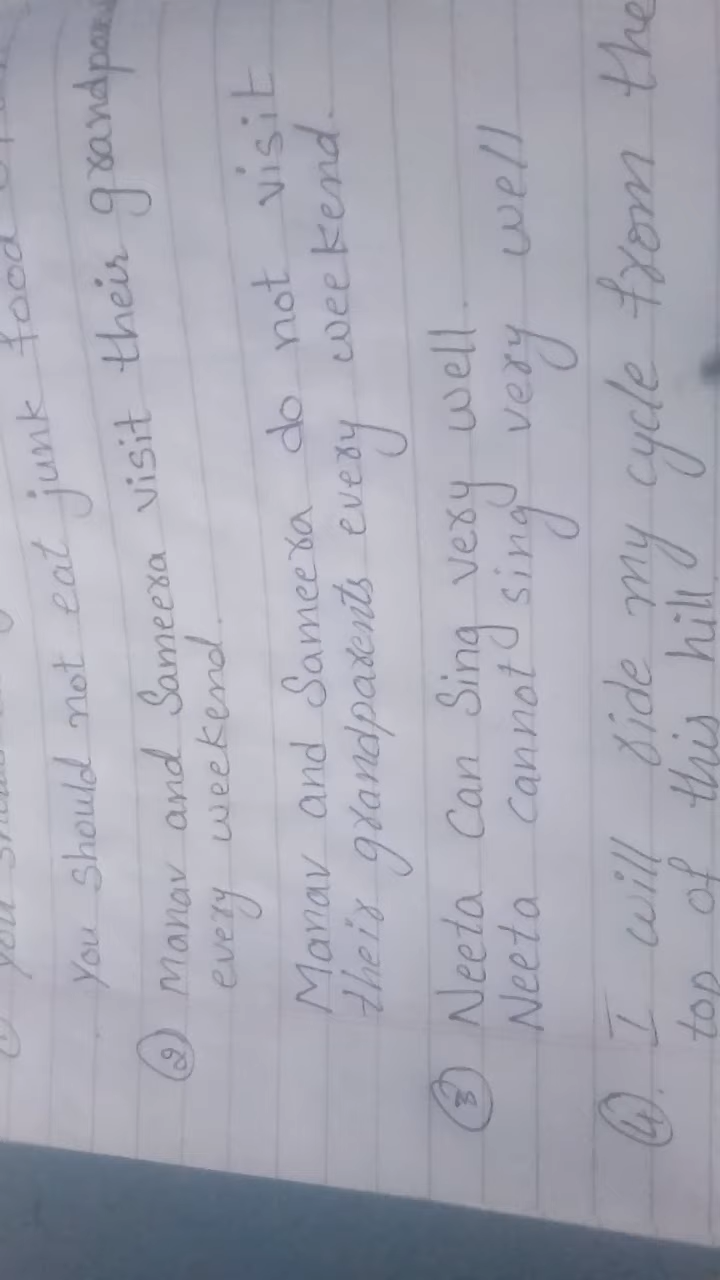 You should not eat junk food
② Manav and Sameera visit their
every weekend.
Manav and Sameera do not visit
their grandparents every weekend.
③ Neeta Can Sing very well.
Neeta cannot sing very well
④. I will ride my cycle from the
top of this hill